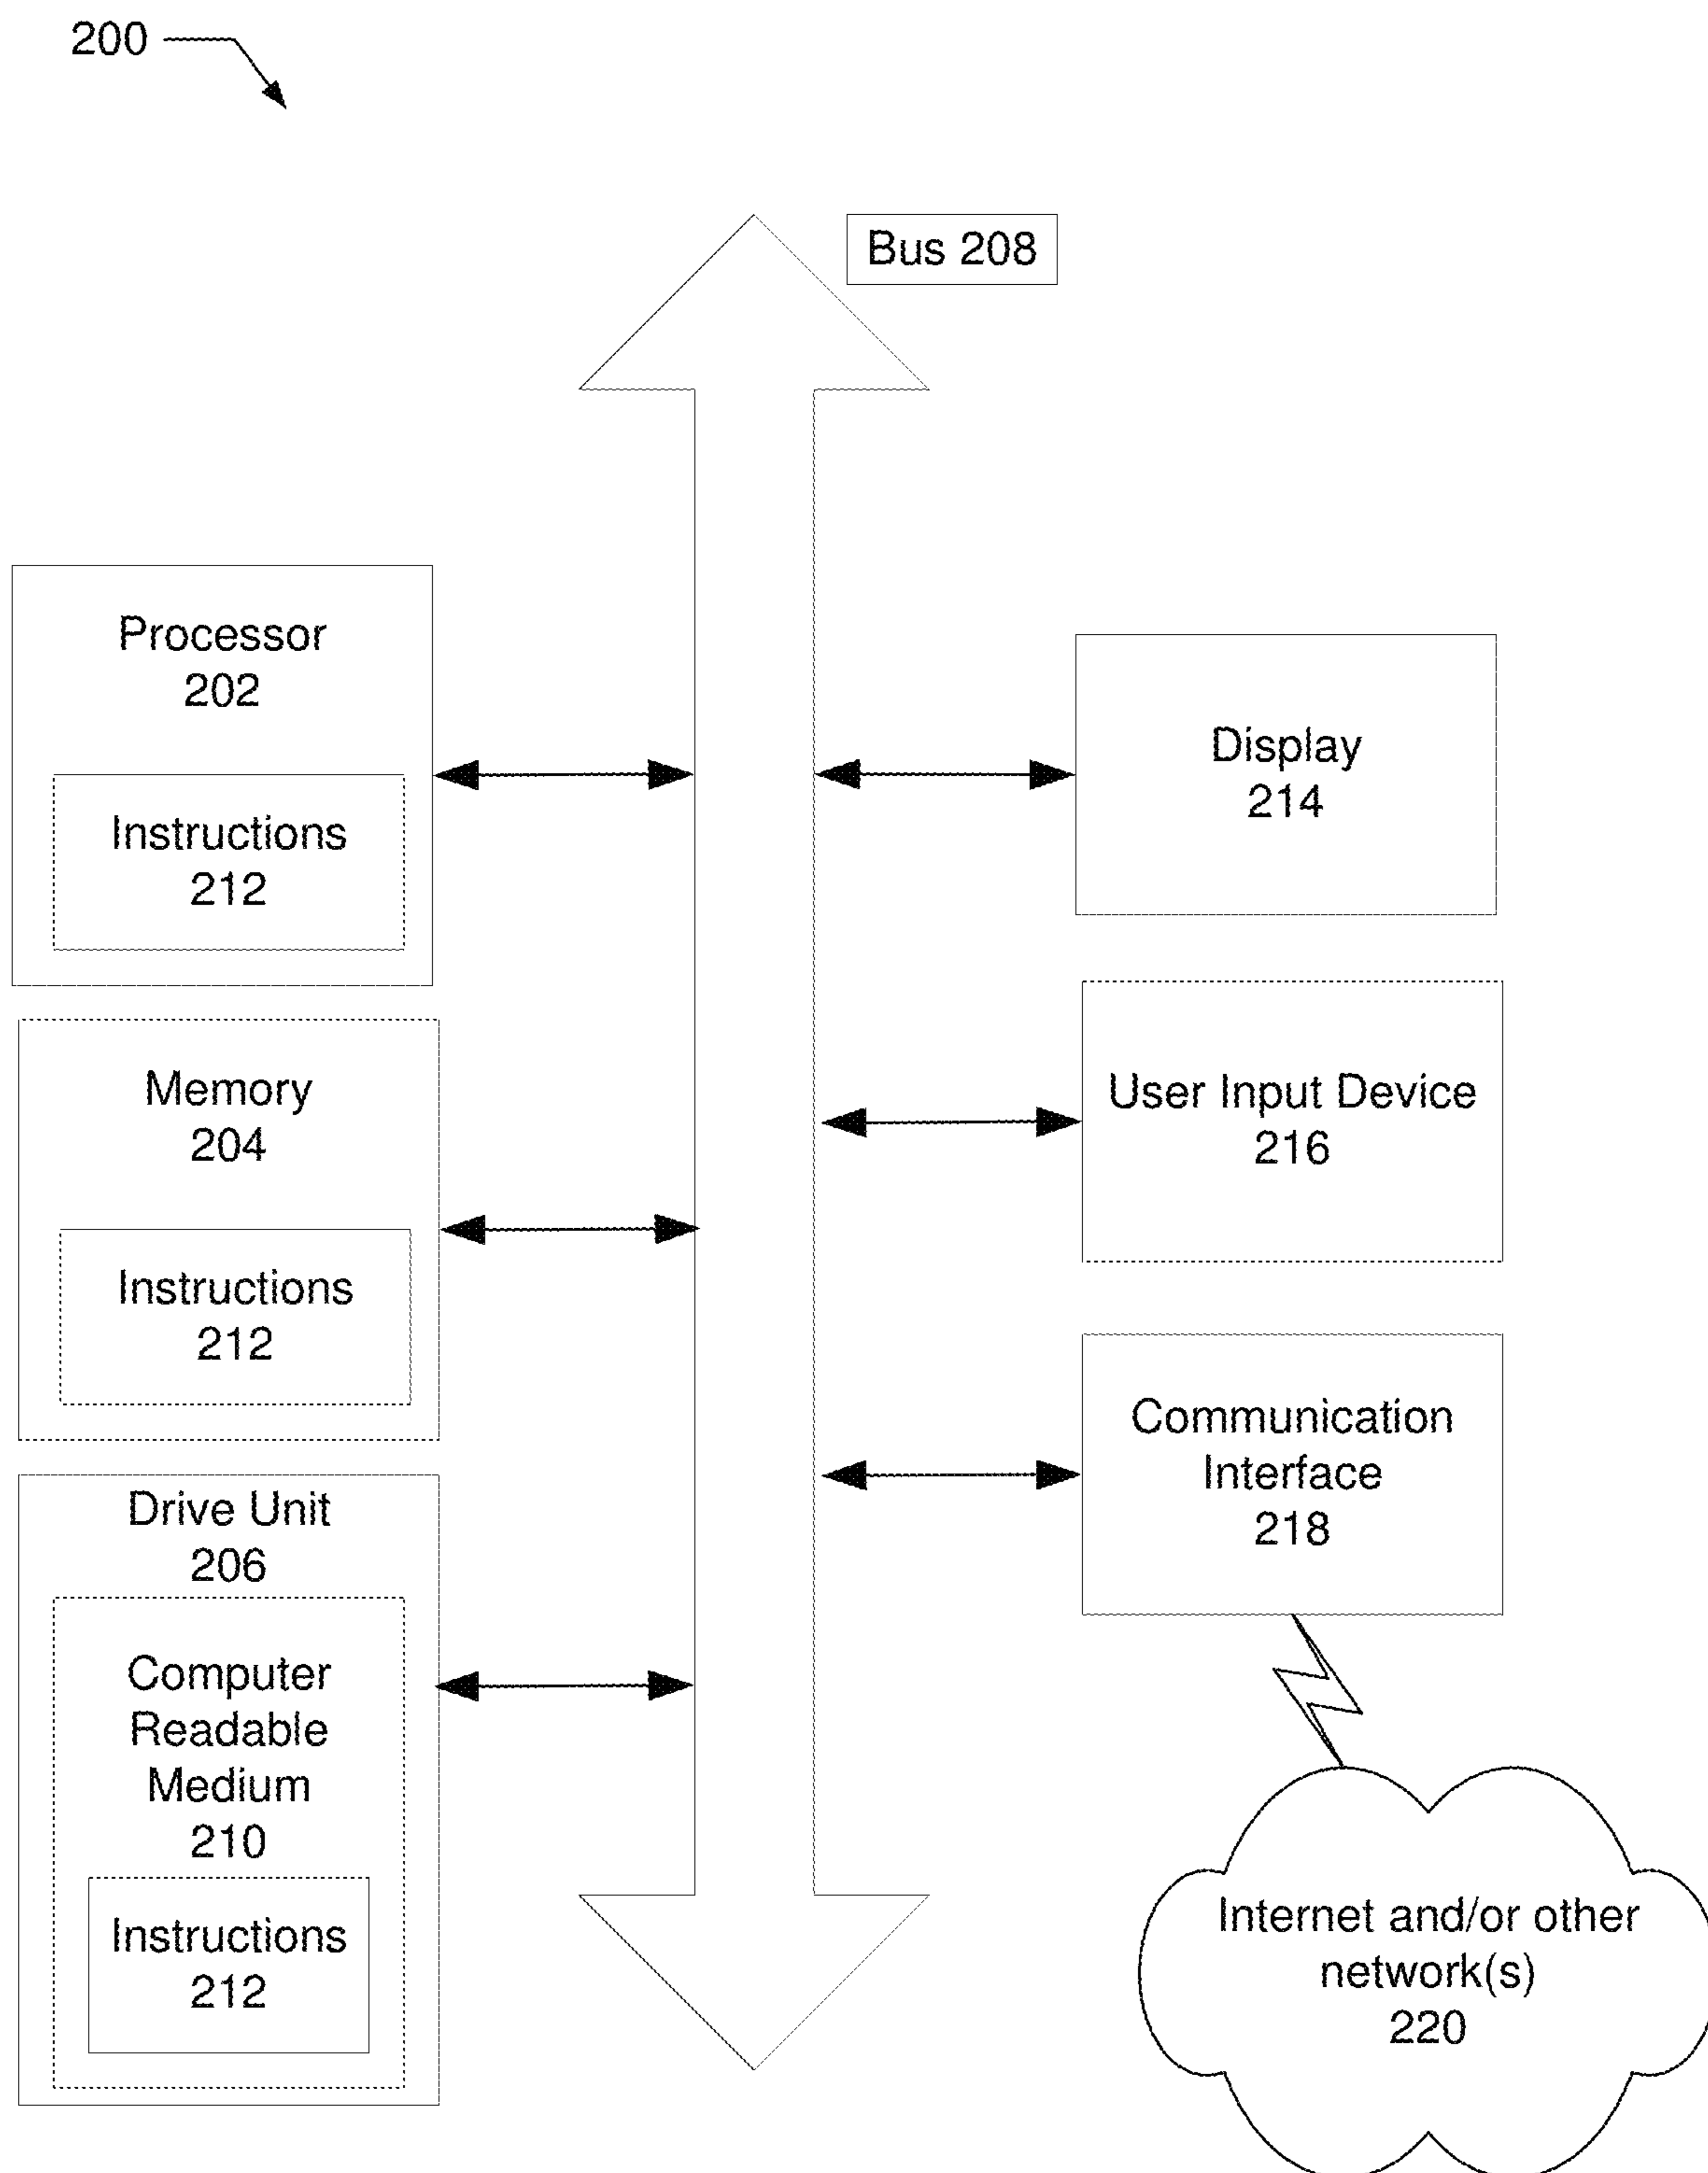 200
Bus 208
Processor
202
Instructions
212
Memory
204
Instructions
212
Drive Unit
206
Computer
Readable
Medium
210
Instructions
212
Display
214
User Input Device
216
Communication
Interface
218
Internet and/or other
network(s)
220